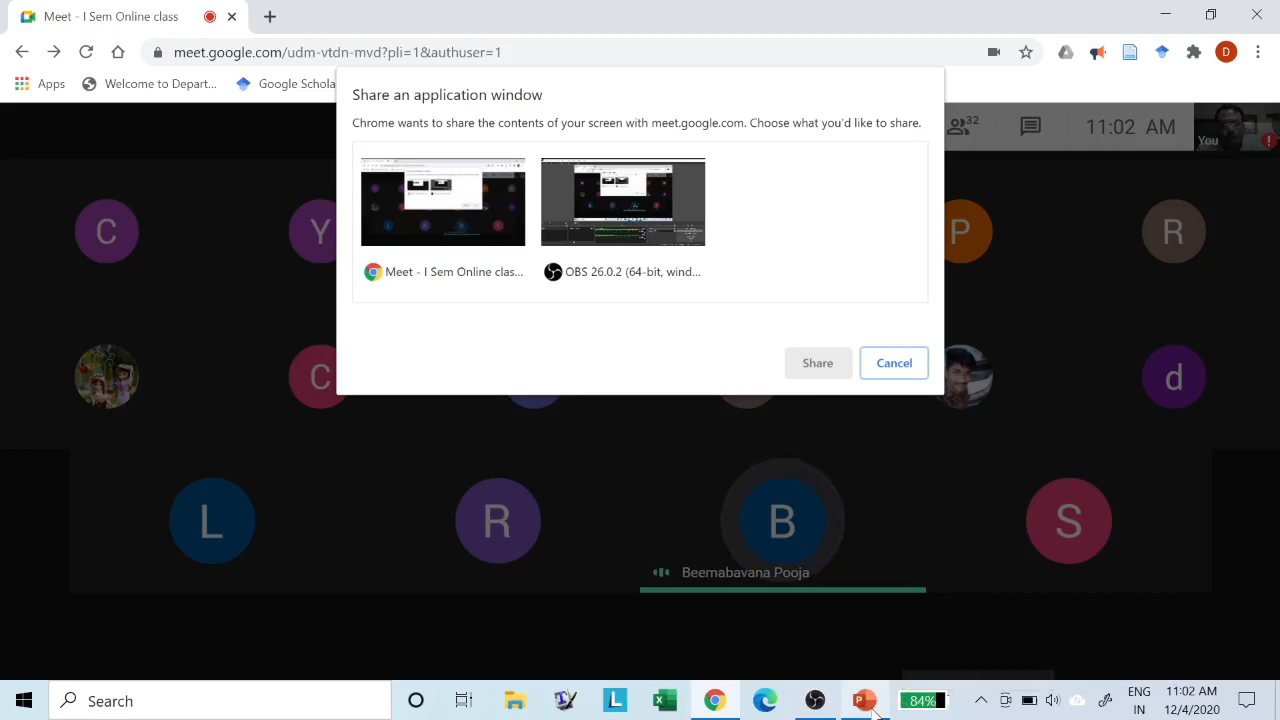 Meet - I Sem Online class
meet.google.com/udm-vtdn-mvd?pli=1&authuser=1
D
Apps
Welcome to Depart...
Google Schola
Share an application window
Chrome wants to share the contents of your screen with meet.google.com. Choose what you'd like to share.
32
11:02 AM
You
Meet - I Sem Online clas...
OBS 26.0.2 (64-bit, wind...
Share
Cancel
C
Y
P
R
C
d
L
R
B
S
Beemabavana Pooja
Search
84%
ENG
IN
11:02 AM
12/4/2020